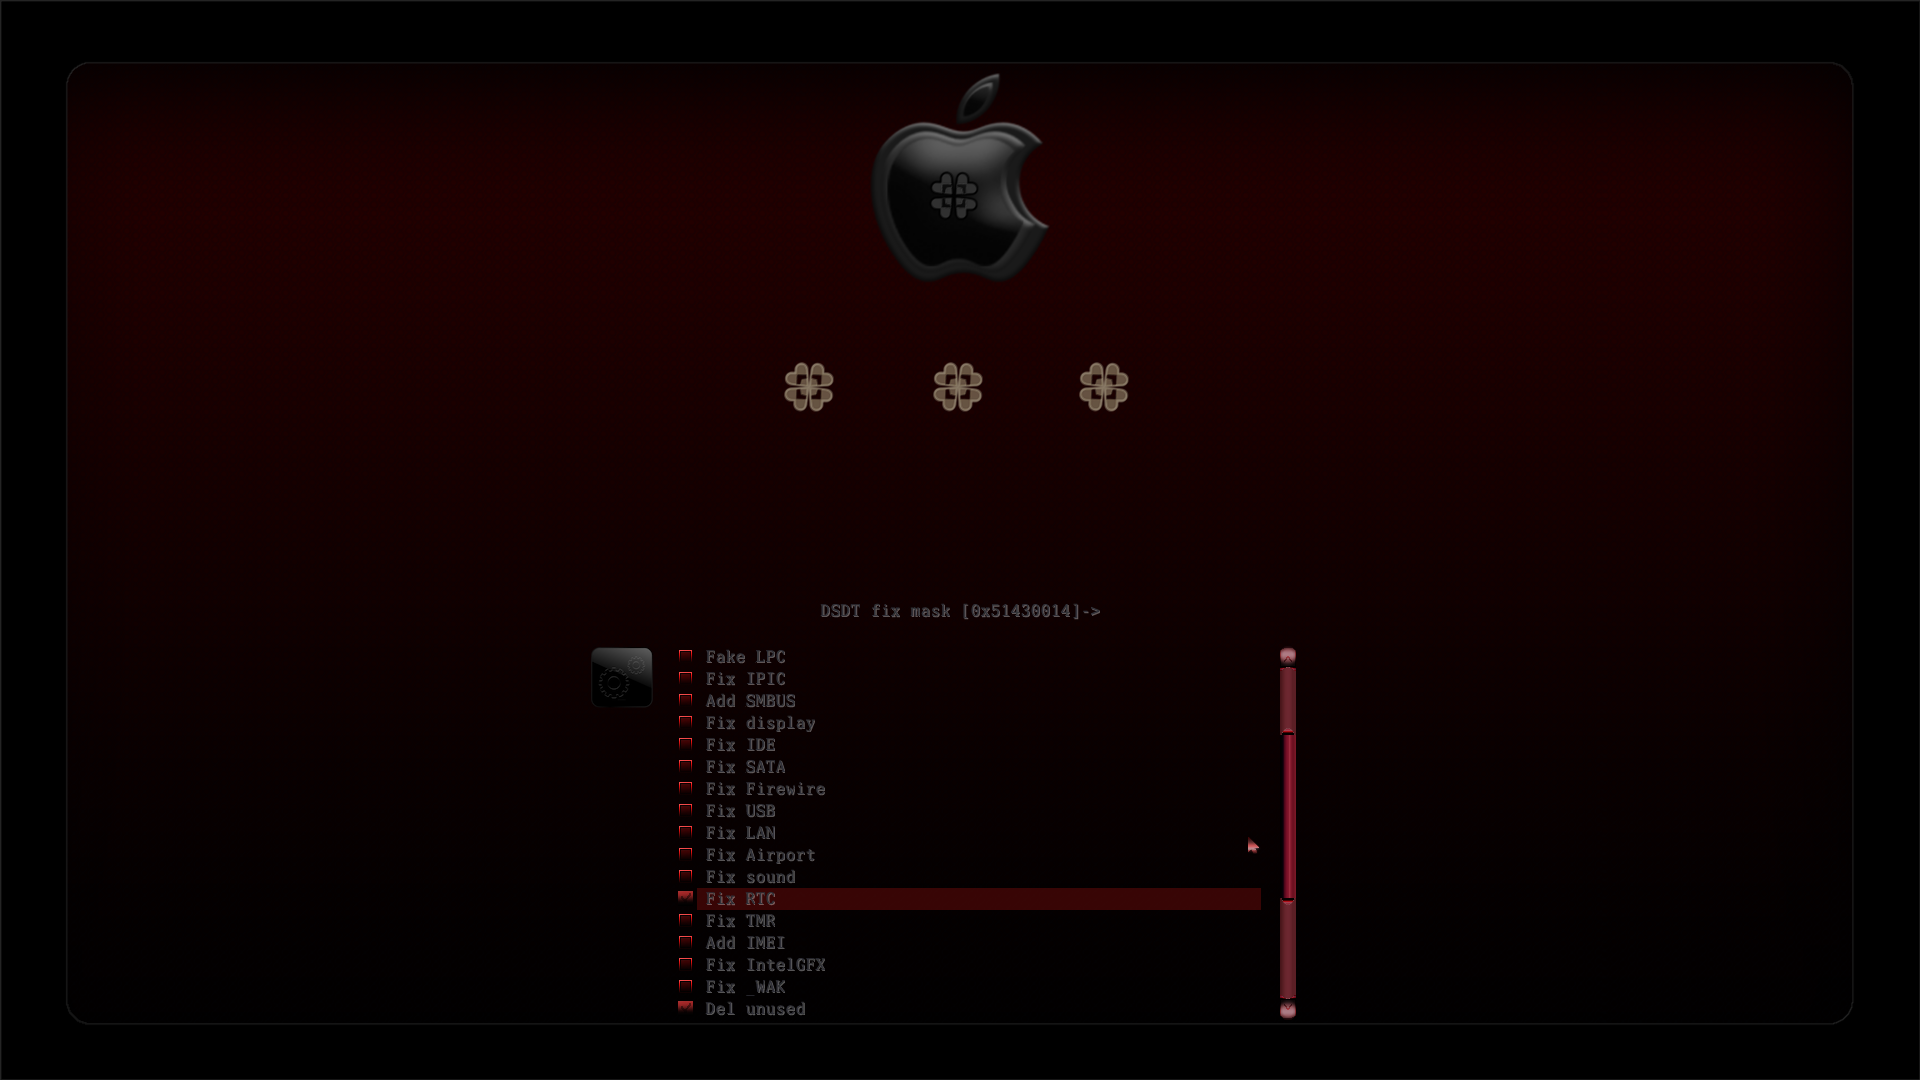 DSDT fix mask [0x51430014]->
Fake LPC
Fix IPIC
Add SMBUS
Fix display
Fix IDE
Fix SATA
Fix Firewire
Fix USB
Fix LAN
Fix Airport
Fix sound
Fix RTC
Fix TMR
Add IMEI
Fix IntelGFX
Fix _WAK
Del unused